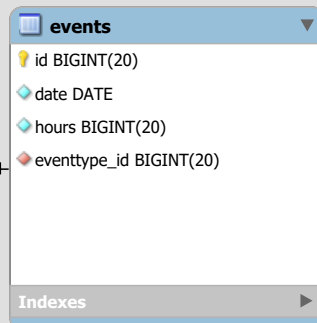 events
id BIGINT(20)
date DATE
hours BIGINT(20)
eventtype_id BIGINT(20)
Indexes